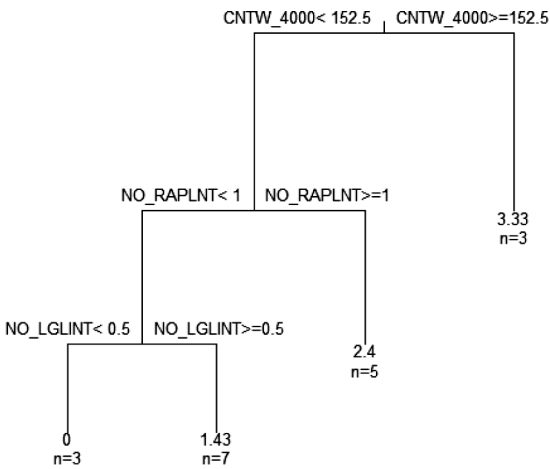 CNTW_4000< 152.5 CNTW_4000>=152.5
NO_RAPLNT< 1 NO_RAPLNT>=1
3.33
n=3
NO_LGLINT< 0.5 NO_LGLINT>=0.5
2.4
n=5
0 1.43
n=3 n=7